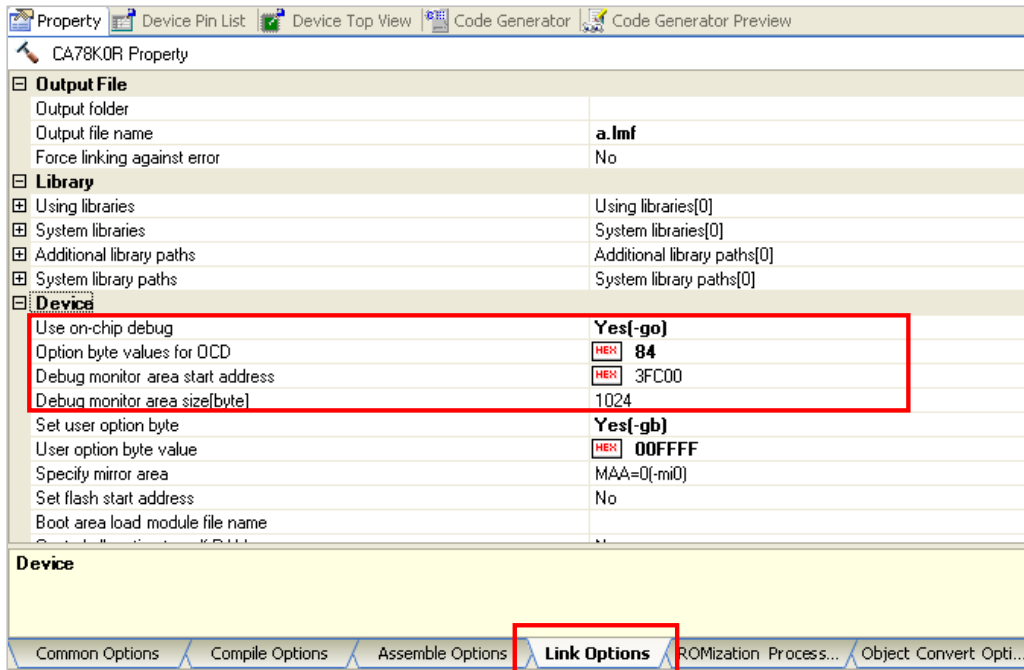 Property Device Pin List Device Top View Code Generator Code Generator Preview
CA78K0R Property
Output File
Output folder
Output file name a.lmf
Force linking against error No
Library
Using libraries Using libraries[0]
System libraries System libraries[0]
Additional library paths Additional library paths[0]
System library paths System library paths[0]
Device
Use on-chip debug Yes(-go)
Option byte values for OCD HEX 84
Debug monitor area start address HEX 3FC00
Debug monitor area size[byte] 1024
Set user option byte Yes(-gb)
User option byte value HEX 00FFFF
Specify mirror area MAA=0(-mi0)
Set flash start address No
Boot area load module file name
Device
Common Options Compile Options Assemble Options Link Options ROMization Process... Object Convert Opti...